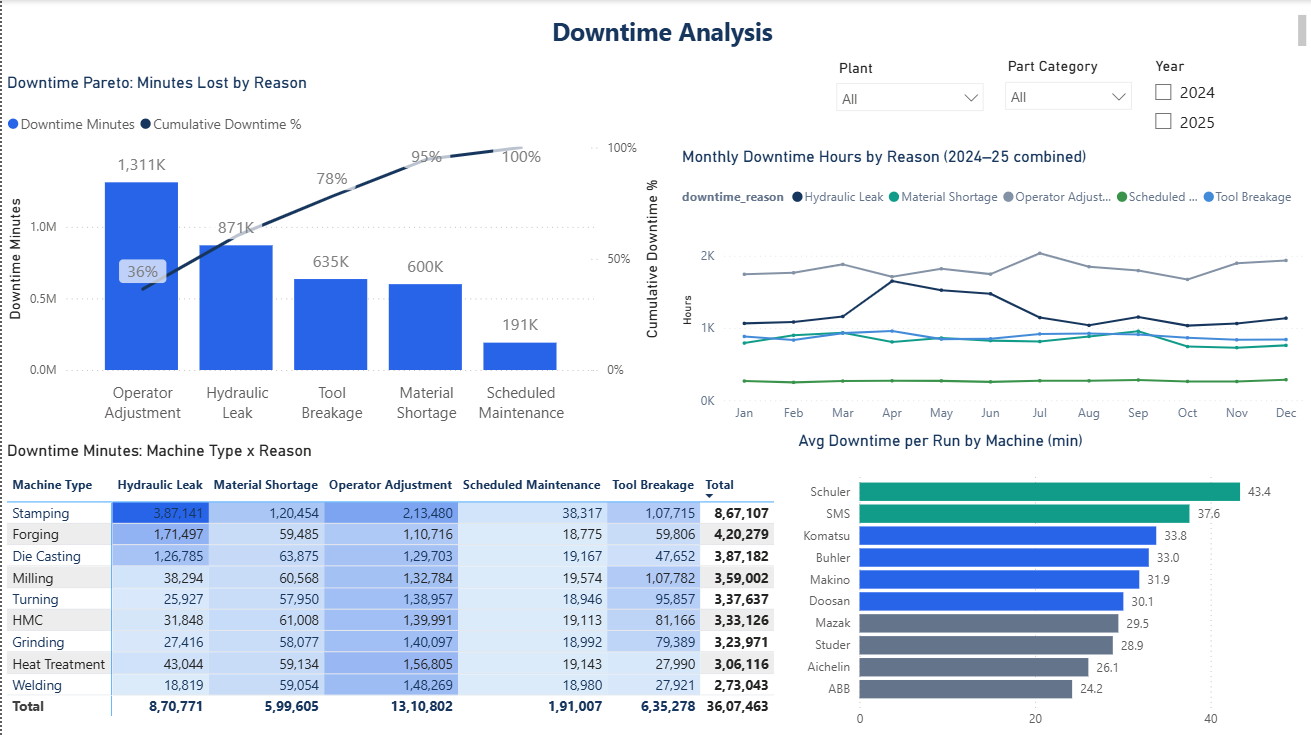 Downtime Analysis
Downtime Pareto: Minutes Lost by Reason
Downtime Minutes Cumulative Downtime %
Downtime Minutes
1.0M
0.5M
0.0M
1,311K
871K
635K
600K
191K
36%
78%
95%
100%
100%
50%
0%
Cumulative Downtime %
Operator Adjustment
Hydraulic Leak
Tool Breakage
Material Shortage
Scheduled Maintenance
Plant
All
Part Category
All
Year
2024
2025
Monthly Downtime Hours by Reason (2024–25 combined)
downtime_reason Hydraulic Leak Material Shortage Operator Adjust... Scheduled ... Tool Breakage
Hours
2K
1K
0K
Jan Feb Mar Apr May Jun Jul Aug Sep Oct Nov Dec
Downtime Minutes: Machine Type x Reason
Machine Type Hydraulic Leak Material Shortage Operator Adjustment Scheduled Maintenance Tool Breakage Total
Stamping 3,87,141 1,20,454 2,13,480 38,317 1,07,715 8,67,107
Forging 1,71,497 59,485 1,10,716 18,775 59,806 4,20,279
Die Casting 1,26,785 63,875 1,29,703 19,167 47,652 3,87,182
Milling 38,294 60,568 1,32,784 19,574 1,07,782 3,59,002
Turning 25,927 57,950 1,38,957 18,946 95,857 3,37,637
HMC 31,848 61,008 1,39,991 19,113 81,166 3,33,126
Grinding 27,416 58,077 1,40,097 18,992 79,389 3,23,971
Heat Treatment 43,044 59,134 1,56,805 19,143 27,990 3,06,116
Welding 18,819 59,054 1,48,269 18,980 27,921 2,73,043
Total 8,70,771 5,99,605 13,10,802 1,91,007 6,35,278 36,07,463
Avg Downtime per Run by Machine (min)
Schuler 43.4
SMS 37.6
Komatsu 33.8
Buhler 33.0
Makino 31.9
Doosan 30.1
Mazak 29.5
Studer 28.9
Aichelin 26.1
ABB 24.2
0 20 40